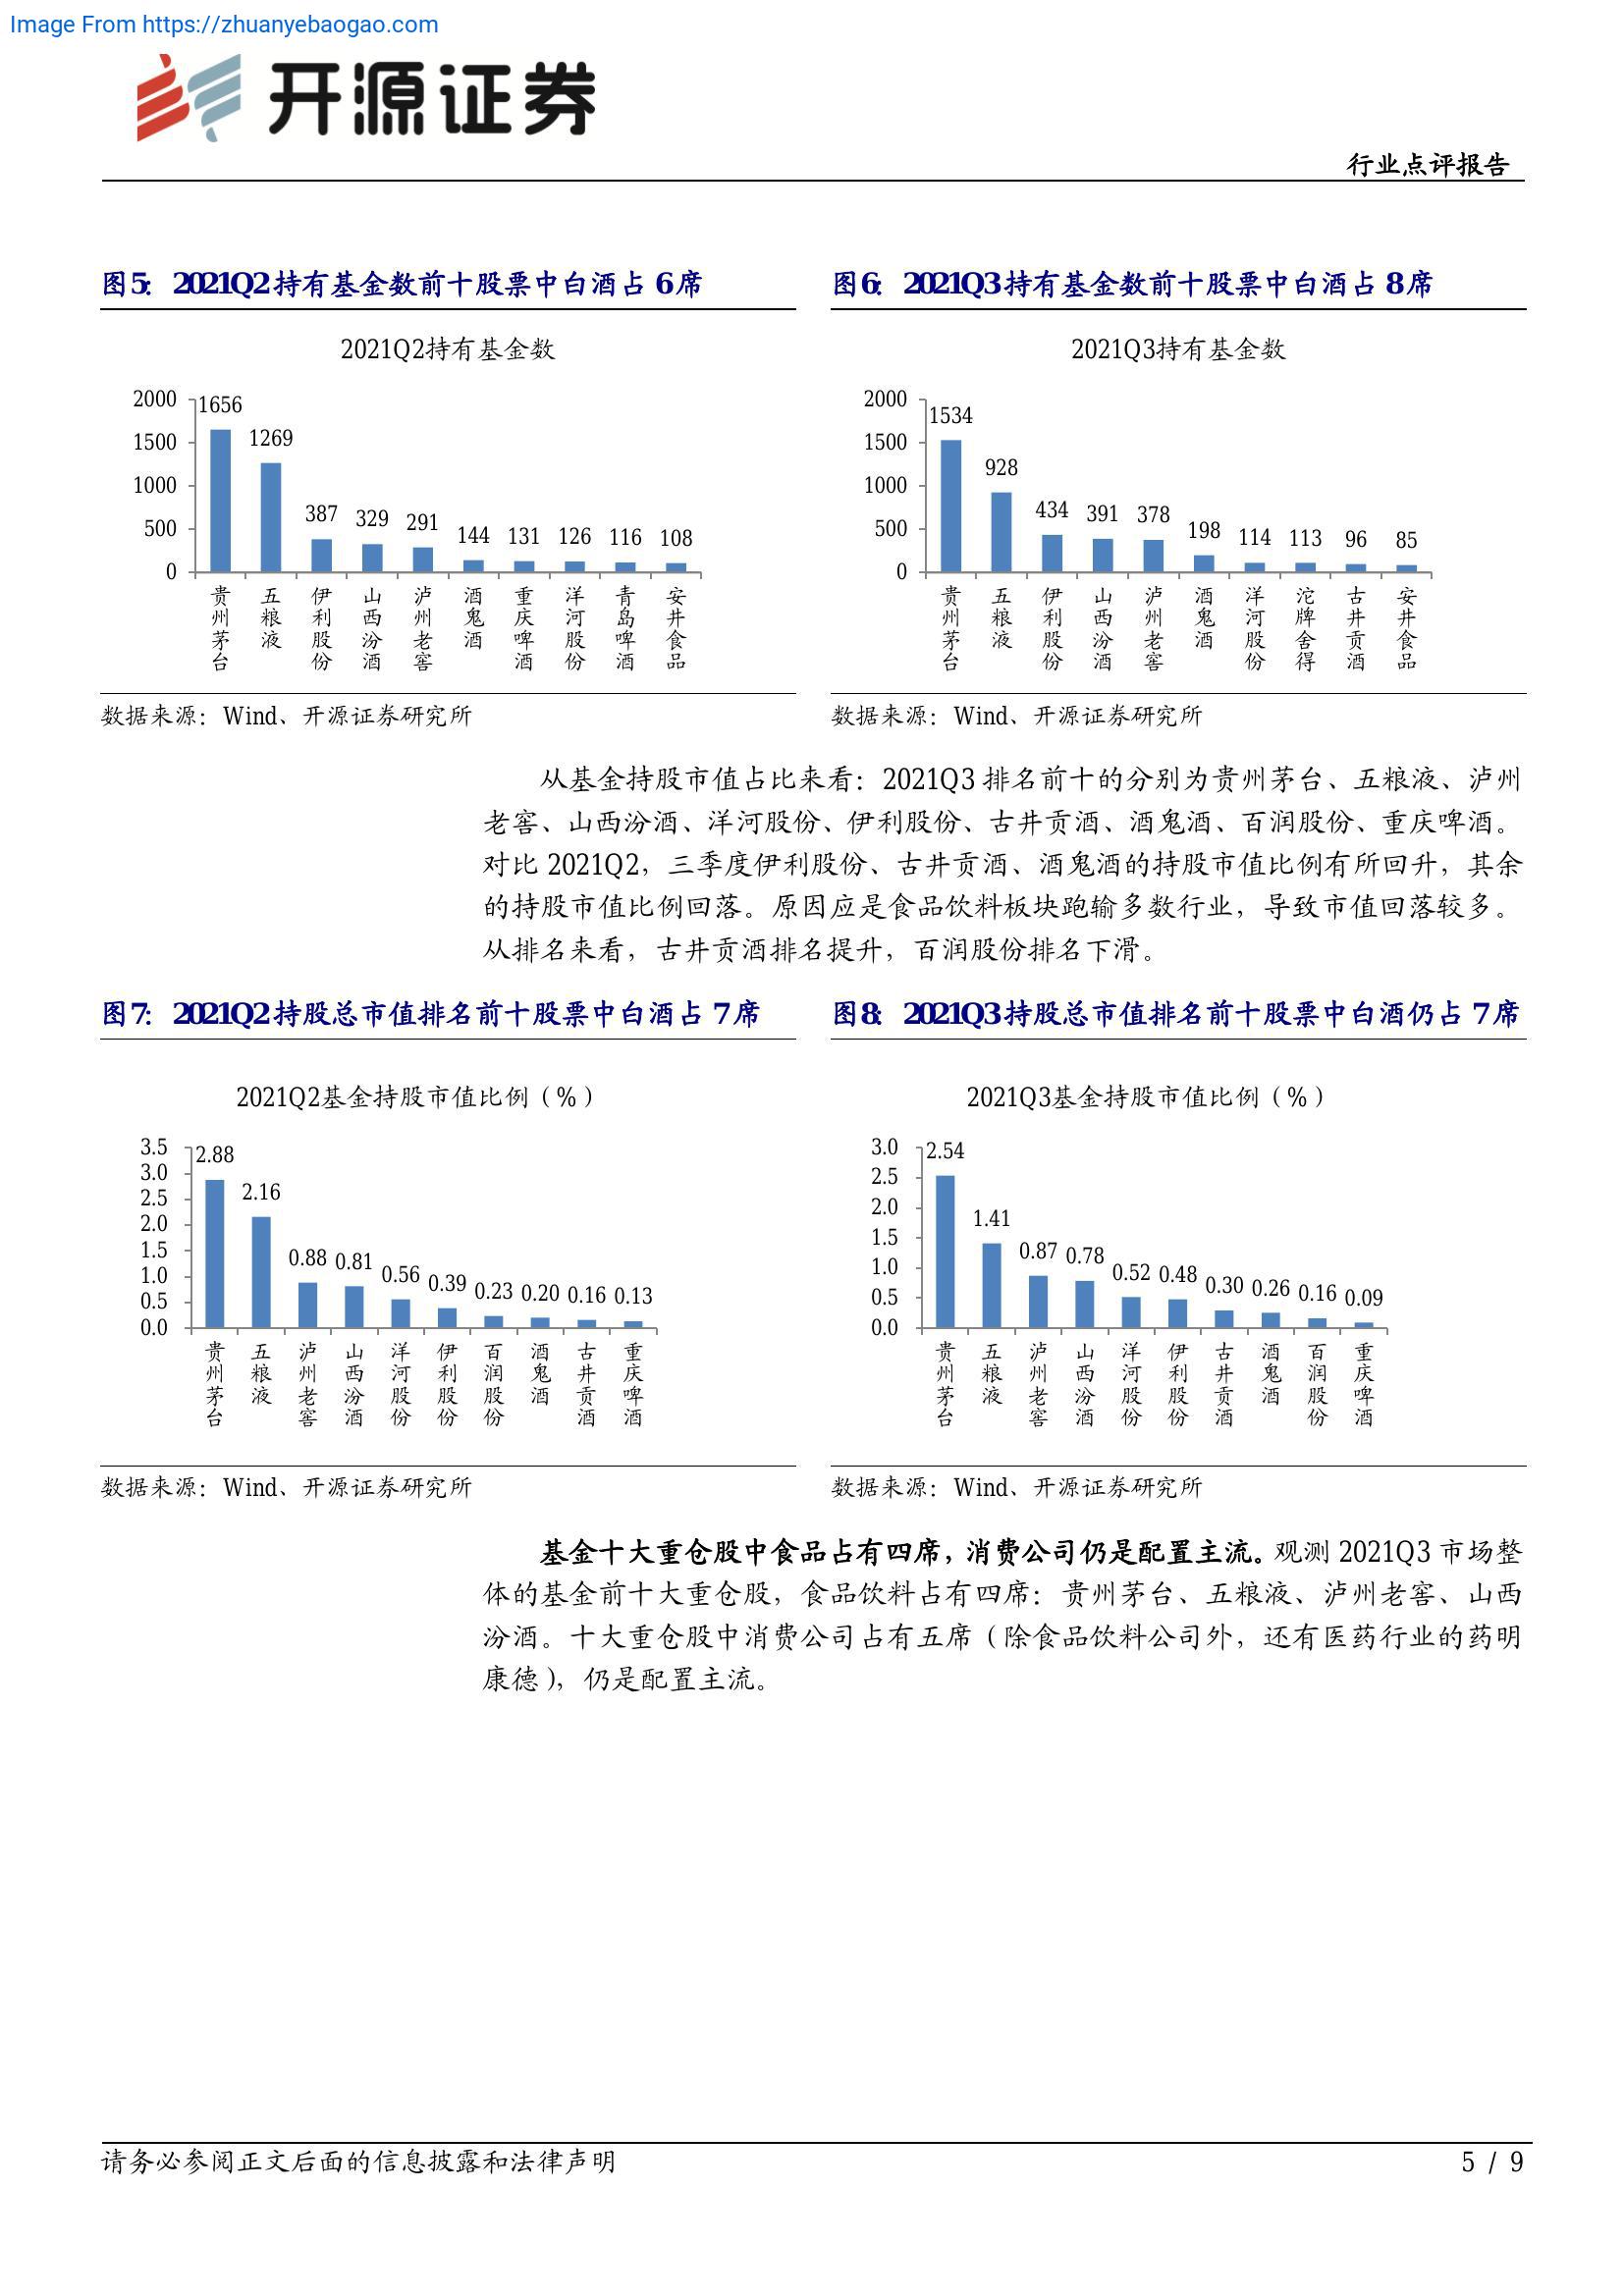 Image From https://zhuanyebaogao.com
开源证券
行业点评报告
图5：2021Q2持有基金数前十股票中白酒占 6席
图6：2021Q3持有基金数前十股票中白酒占 8席
2021Q2持有基金数
2000
1500
1000
500
0
1656
1269
387
329
291
144
131
126
116
108
贵州茅台
五粮液
伊利股份
山西汾酒
泸州老窖
酒鬼酒
重庆啤酒
洋河股份
青岛啤酒
安井食品
2021Q3持有基金数
2000
1500
1000
500
0
1534
928
434
391
378
198
114
113
96
85
贵州茅台
五粮液
伊利股份
山西汾酒
泸州老窖
酒鬼酒
洋河股份
沱牌舍得
古井贡酒
安井食品
数据来源：Wind、开源证券研究所
数据来源：Wind、开源证券研究所
从基金持股市值占比来看：2021Q3 排名前十的分别为贵州茅台、五粮液、泸州
老窖、山西汾酒、洋河股份、伊利股份、古井贡酒、酒鬼酒、百润股份、重庆啤酒。
对比 2021Q2，三季度伊利股份、古井贡酒、酒鬼酒的持股市值比例有所回升，其余
的持股市值比例回落。原因应是食品饮料板块跑输多数行业，导致市值回落较多。
从排名来看，古井贡酒排名提升，百润股份排名下滑。
图7：2021Q2持股总市值排名前十股票中白酒占 7席
图8：2021Q3持股总市值排名前十股票中白酒仍占 7席
2021Q2基金持股市值比例（%）
3.5
3.0
2.5
2.0
1.5
1.0
0.5
0.0
2.88
2.16
0.88
0.81
0.56
0.39
0.23
0.20
0.16
0.13
贵州茅台
五粮液
泸州老窖
山西汾酒
洋河股份
伊利股份
百润股份
酒鬼酒
古井贡酒
重庆啤酒
2021Q3基金持股市值比例（%）
3.0
2.5
2.0
1.5
1.0
0.5
0.0
2.54
1.41
0.87
0.78
0.52
0.48
0.30
0.26
0.16
0.09
贵州茅台
五粮液
泸州老窖
山西汾酒
洋河股份
伊利股份
古井贡酒
酒鬼酒
百润股份
重庆啤酒
数据来源：Wind、开源证券研究所
数据来源：Wind、开源证券研究所
基金十大重仓股中食品占有四席，消费公司仍是配置主流。观测 2021Q3 市场整
体的基金前十大重仓股，食品饮料占有四席：贵州茅台、五粮液、泸州老窖、山西
汾酒。十大重仓股中消费公司占有五席（除食品饮料公司外，还有医药行业的药明
康德），仍是配置主流。
请务必参阅正文后面的信息披露和法律声明
5 / 9